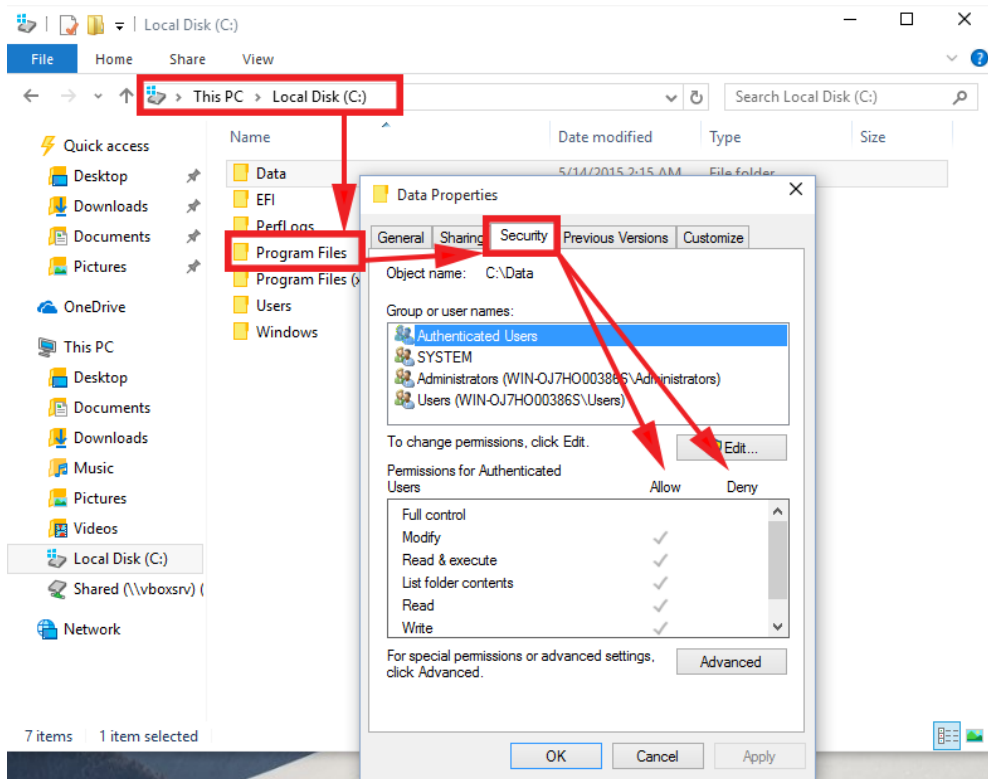 Local Disk (C:)
File Home Share View
This PC > Local Disk (C:)
Search Local Disk (C:)
Name Date modified Type Size
Quick access
Desktop
Downloads
Documents
Pictures
OneDrive
This PC
Desktop
Documents
Downloads
Music
Pictures
Videos
Local Disk (C:)
Shared (\\vboxsrv) (
Network
Data 5/14/2015 2:15 AM File folder
EFI
PerfLogs
Program Files
Program Files (x
Users
Windows
Data Properties
General Sharing Security Previous Versions Customize
Object name: C:\Data
Group or user names:
Authenticated Users
SYSTEM
Administrators (WIN-OJ7HO00386S\Administrators)
Users (WIN-OJ7HO00386S\Users)
To change permissions, click Edit.
Edit...
Permissions for Authenticated
Users Allow Deny
Full control
Modify
Read & execute
List folder contents
Read
Write
For special permissions or advanced settings,
click Advanced.
Advanced
OK Cancel Apply
7 items 1 item selected